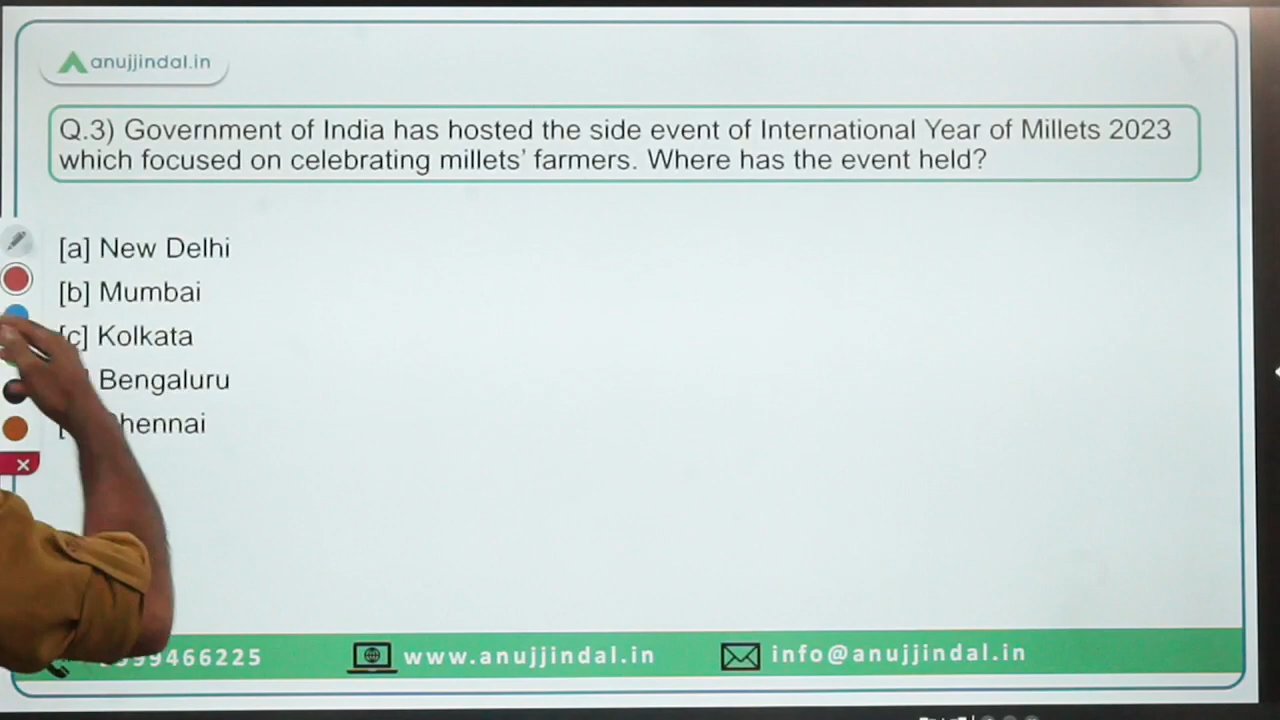 anujjindal.in
Q.3) Government of India has hosted the side event of International Year of Millets 2023
which focused on celebrating millets’ farmers. Where has the event held?
[a] New Delhi
[b] Mumbai
[c] Kolkata
Bengaluru
hennai
99466225 www.anujjindal.in info@anujjindal.in